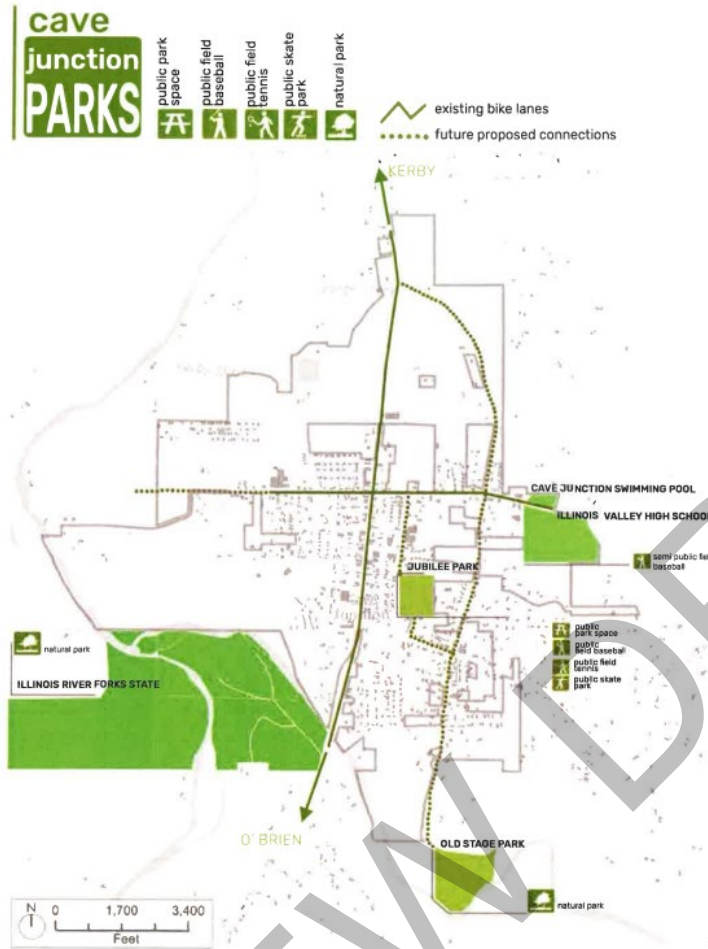 cave
junction
PARKS
public park
space
public field
baseball
public field
tennis
public skate
park
natural park
existing bike lanes
future proposed connections
KERBY
CAVE JUNCTION SWIMMING POOL
ILLINOIS VALLEY HIGH SCHOOL
semi public fie
baseball
JUBILEE PARK
public
park space
public
field baseball
public field
tennis
public skate
park
natural park
ILLINOIS RIVER FORKS STATE
O' BRIEN
OLD STAGE PARK
natural park
N
0 1,700 3,400
Feet